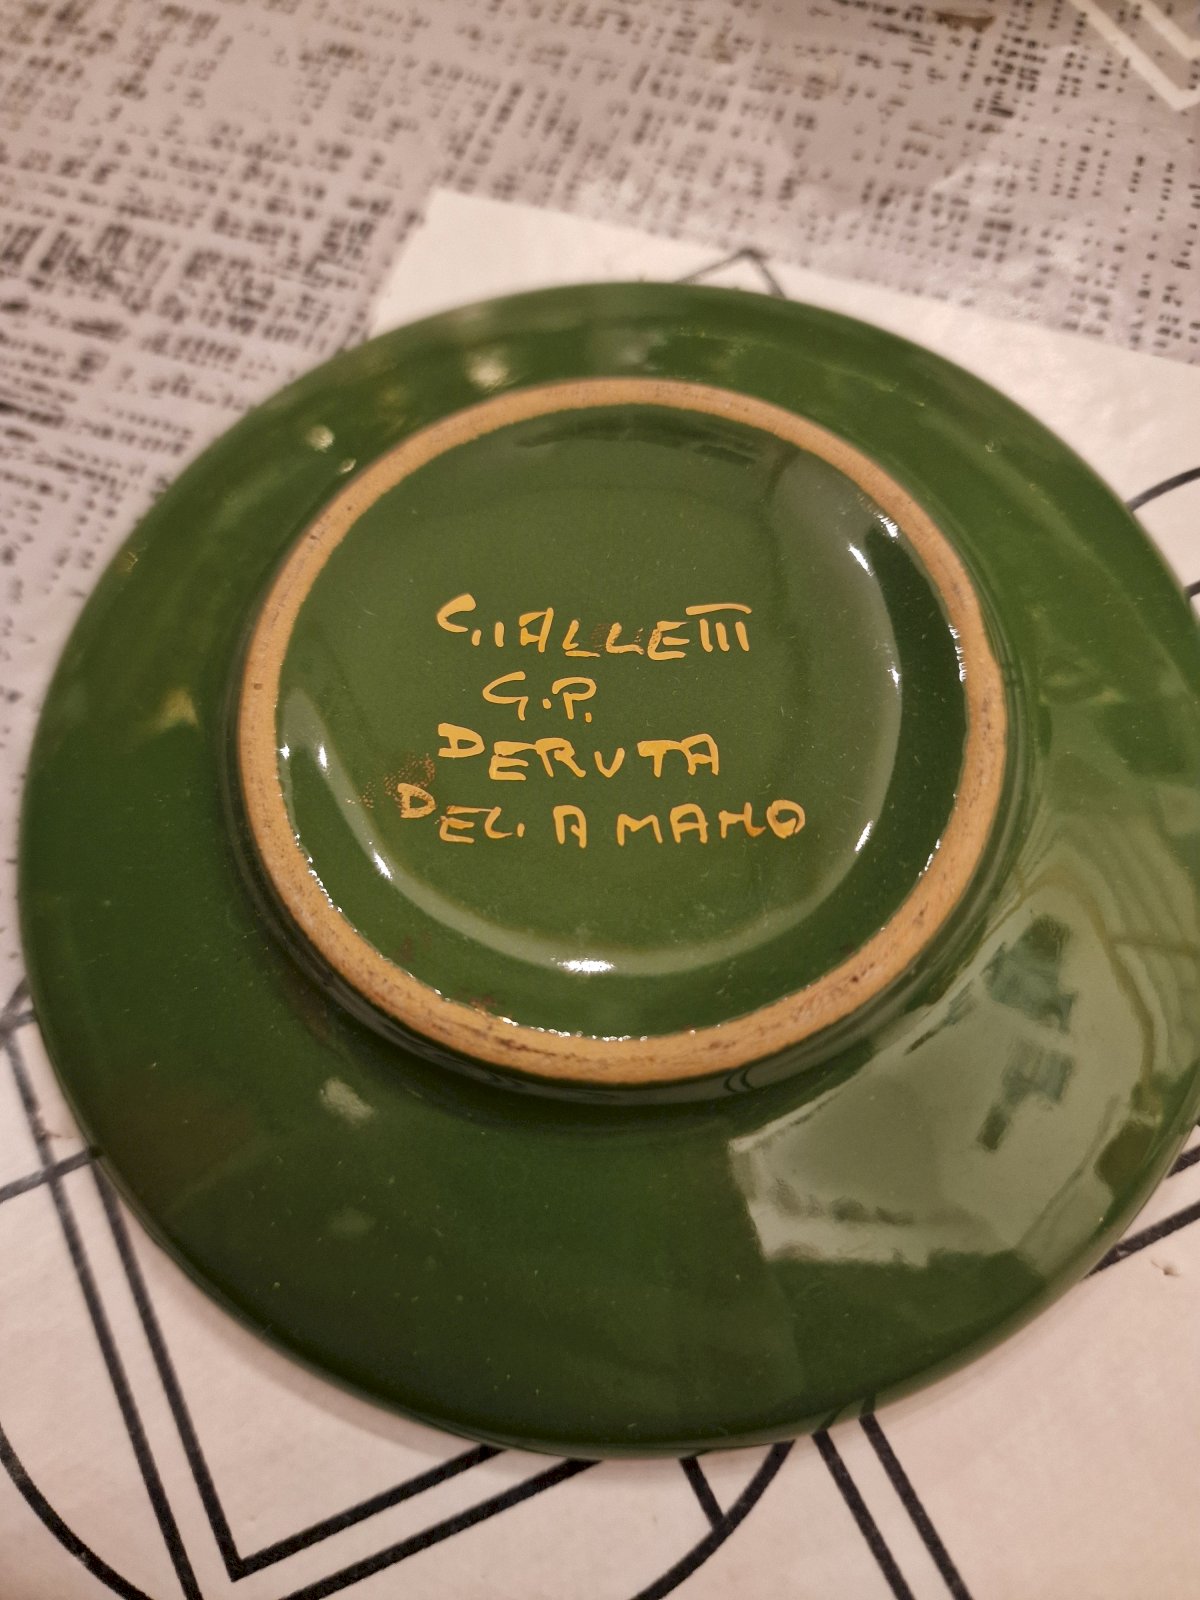 GIALLETTI
G.P.
DERUTA
DEL. A MANO